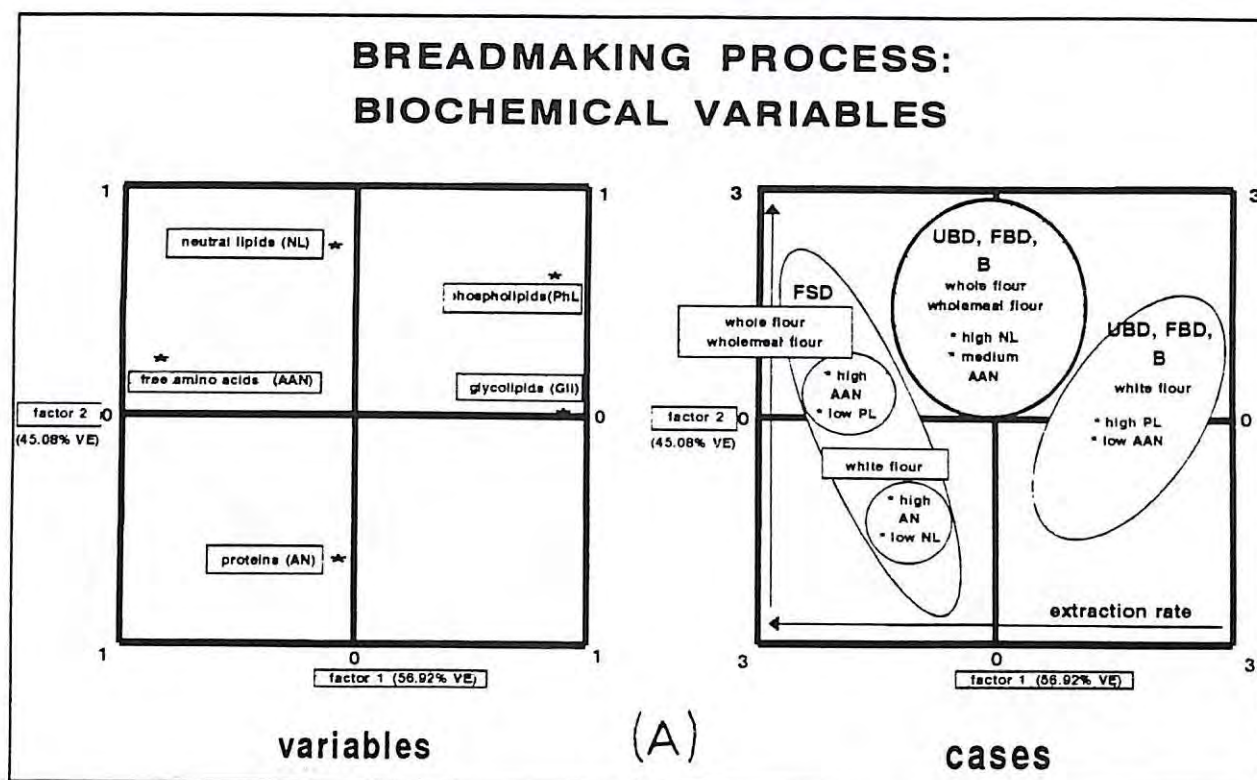 BREADMAKING PROCESS:
BIOCHEMICAL VARIABLES
1
1
neutral lipids (NL)
phospholipids(PhL
free amino acids (AAN)
glycolipids (Gli)
factor 2
0
0
(45.08% VE)
proteins (AN)
1
0
1
factor 1 (56.92% VE)
variables
3
3
UBD, FBD,
B
whole flour
wholemeat flour
* high NL
* medium
AAN
FSD
whole flour
wholemeat flour
* high
AAN
* low PL
UBD, FBD,
B
white flour
* high PL
* low AAN
factor 2
0
0
(45.08% VE)
white flour
* high
AN
* low NL
extraction rate
3
0
3
factor 1 (56.92% VE)
cases
(A)